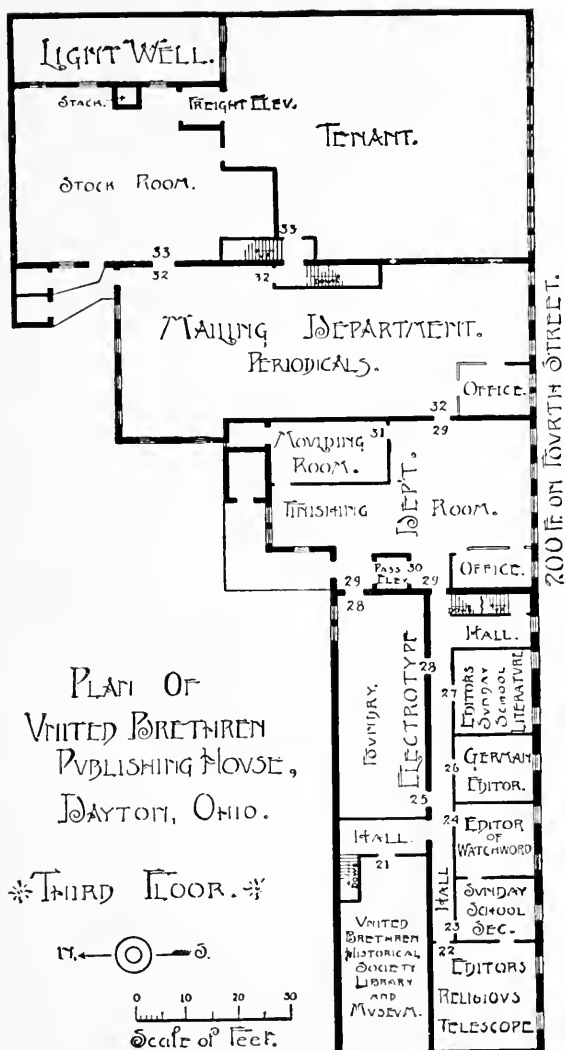 LIGHT WELL.
STACK.
FREIGHT ELEV.
TENANT.
STOCK ROOM.
33
33
32
32
DOWN
MAILING DEPARTMENT.
PERIODICALS.
OFFICE.
32
29
MOULDING
ROOM.
31
FINISHING
DEP'T.
ROOM.
PASS 30
ELEV
OFFICE.
29
28
29
200 FT. ON FOURTH STREET.
HALL.
28
FOUNDRY.
ELECTROTYPE
27
EDITORS
SUNDAY
SCHOOL
LITERATURE
26
GERMAN
EDITOR.
25
24
EDITOR
OF
WATCHWORD
HALL.
21
DOWN
HALL
SUNDAY
SCHOOL
SEC.
23
22
UNITED
BRETHREN
HISTORICAL
SOCIETY
LIBRARY
AND
MUSEUM.
EDITORS
RELIGIOUS
TELESCOPE
PLAN OF
UNITED BRETHREN
PUBLISHING HOUSE,
DAYTON, OHIO.
THIRD FLOOR.
N. S.
0 10 20 30
Scale of Feet.